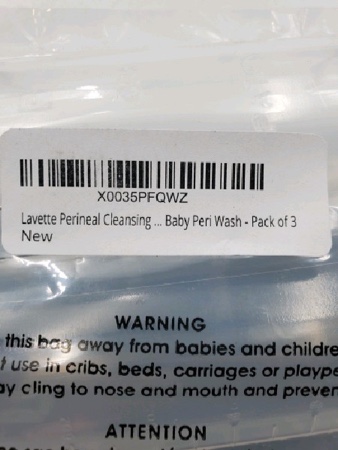 X0035PFQWZ
Lavette Perineal Cleansing ... Baby Peri Wash - Pack of 3
New
WARNING
this bag away from babies and childre
t use in cribs, beds, carriages or plaype
ay cling to nose and mouth and preven
ATTENTION